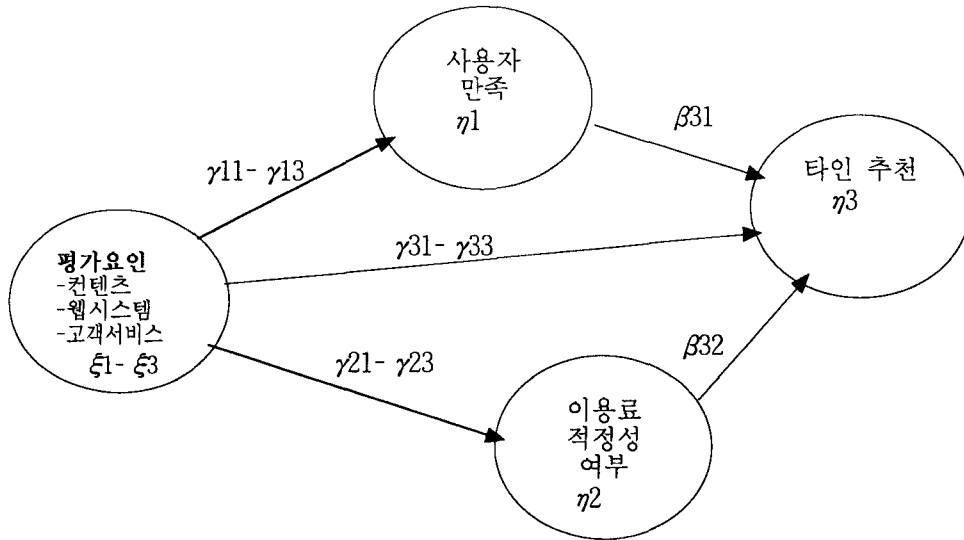 사용자
만족
η1
β31
타인 추천
η3
γ11- γ13
γ31- γ33
평가요인
-컨텐츠
-웹시스템
-고객서비스
ξ1- ξ3
γ21- γ23
β32
이용료
적정성
여부
η2